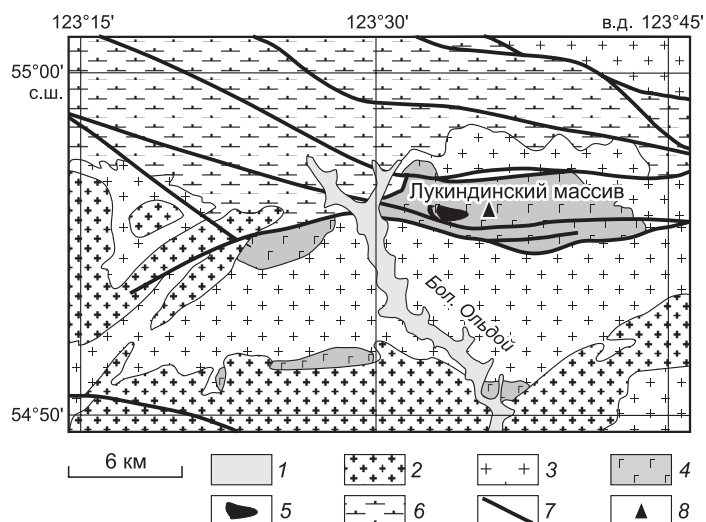 123°15' 123°30' в.д. 123°45'
55°00'
с.ш.
Лукиндинский массив
Бол. Ольдой
54°50'
6 км 1 2 3 4
5 6 7 8